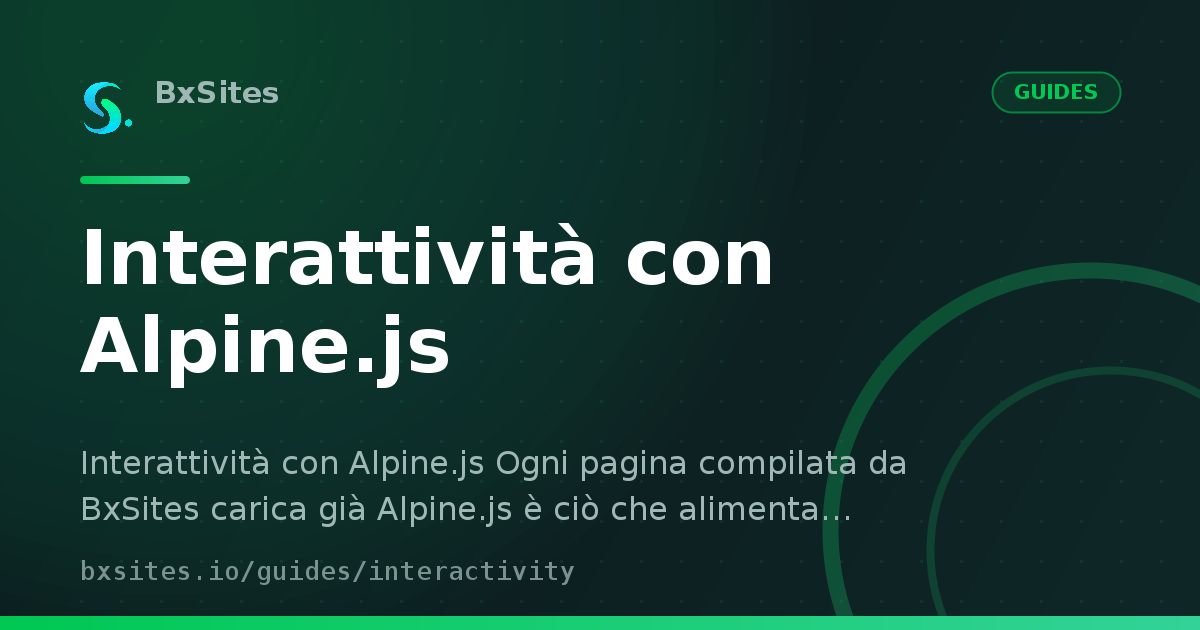 BxSites
GUIDES
Interattività con
Alpine.js
Interattività con Alpine.js Ogni pagina compilata da
BxSites carica già Alpine.js è ciò che alimenta...
bxsites.io/guides/interactivity